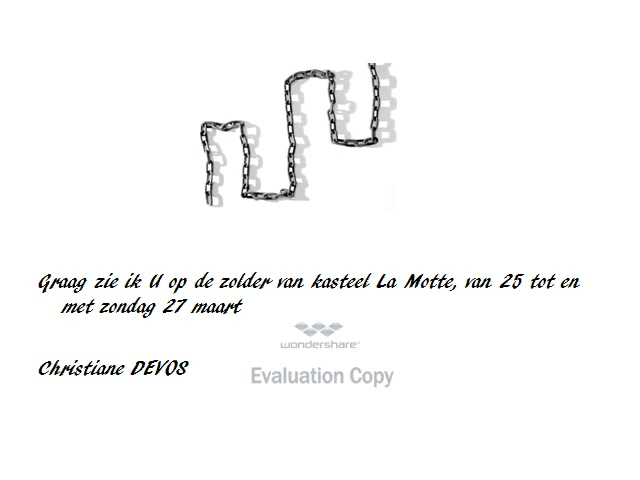 Graag zie ik U op de zolder van kasteel La Motte, van 25 tot en
met zondag 27 maart
wondershare
Christiane DEVOS
Evaluation Copy